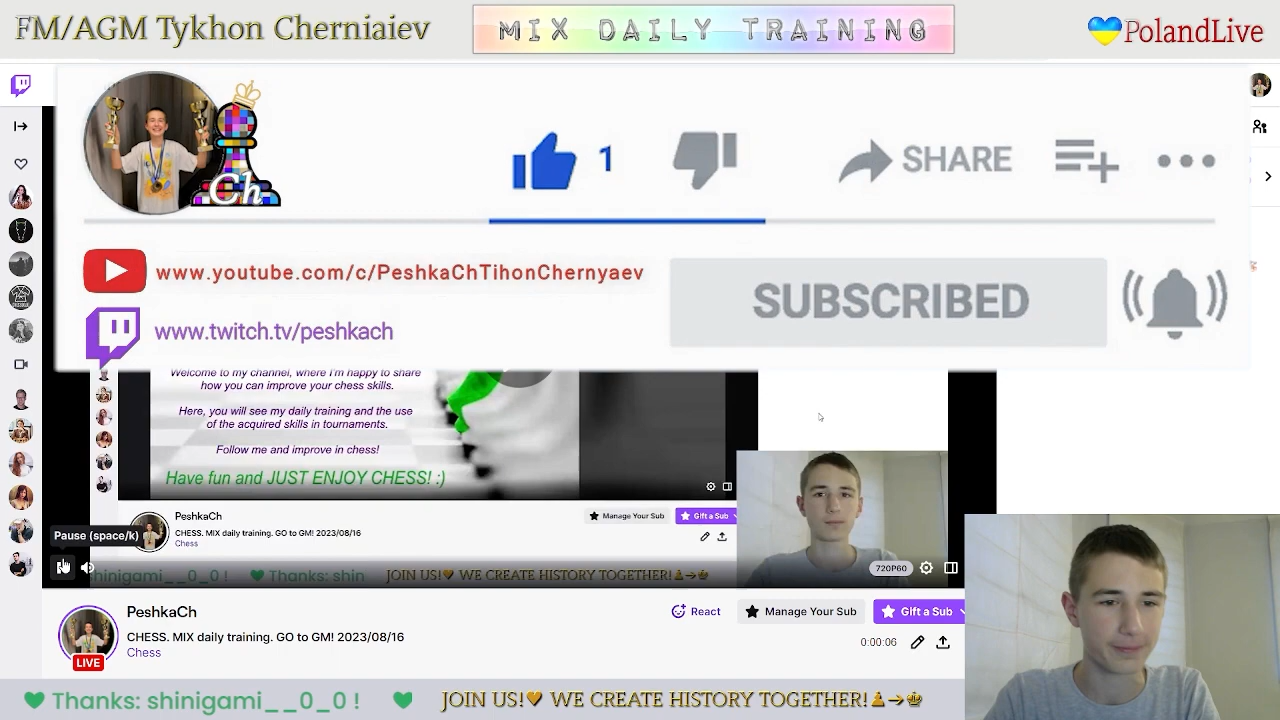 FM/AGM Tykhon Cherniaiev
MIX DAILY TRAINING
PolandLive
Ch
1
SHARE
www.youtube.com/c/PeshkaChTihonChernyaev
SUBSCRIBED
www.twitch.tv/peshkach
Welcome to my channel, where I'm happy to share
how you can improve your chess skills.
Here, you will see my daily training and the use
of the acquired skills in tournaments.
Follow me and improve in chess!
Have fun and JUST ENJOY CHESS! :)
PeshkaCh
Manage Your Sub
Gift a Sub
CHESS. MIX daily training. GO to GM! 2023/08/16
Chess
Pause (space/k)
shinigami__0_0 !
Thanks: shin
JOIN US! WE CREATE HISTORY TOGETHER!
720P60
PeshkaCh
React
Manage Your Sub
Gift a Sub
CHESS. MIX daily training. GO to GM! 2023/08/16
0:00:06
Chess
LIVE
Thanks: shinigami__0_0 !
JOIN US! WE CREATE HISTORY TOGETHER!